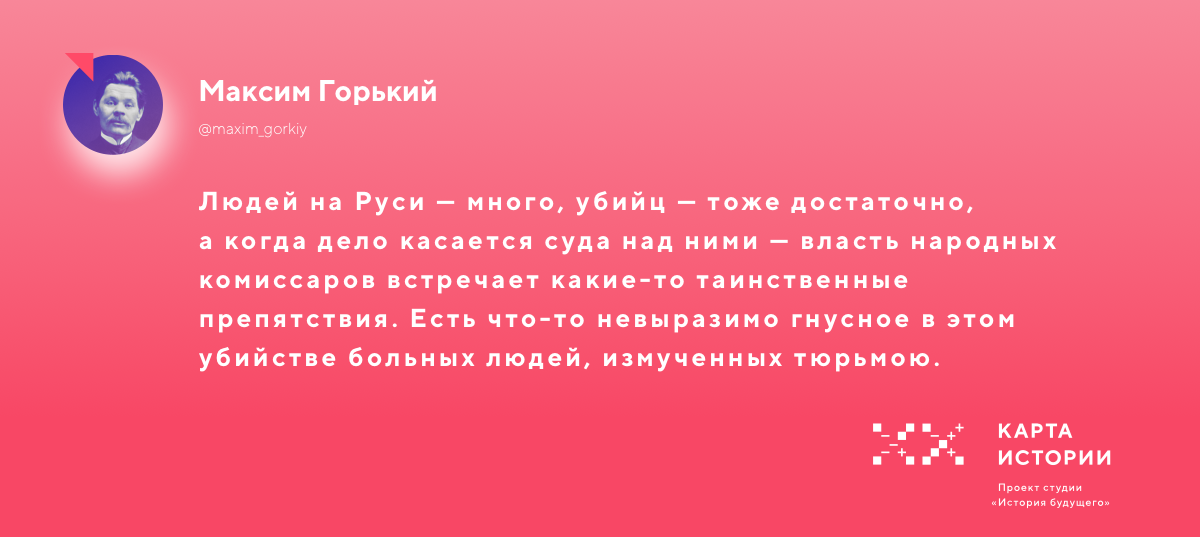 Максим Горький
@maxim_gorkiy
Людей на Руси — много, убийц — тоже достаточно,
а когда дело касается суда над ними — власть народных
комиссаров встречает какие-то таинственные
препятствия. Есть что-то невыразимо гнусное в этом
убийстве больных людей, измученных тюрьмою.
КАРТА
ИСТОРИИ
Проект студии
«История будущего»